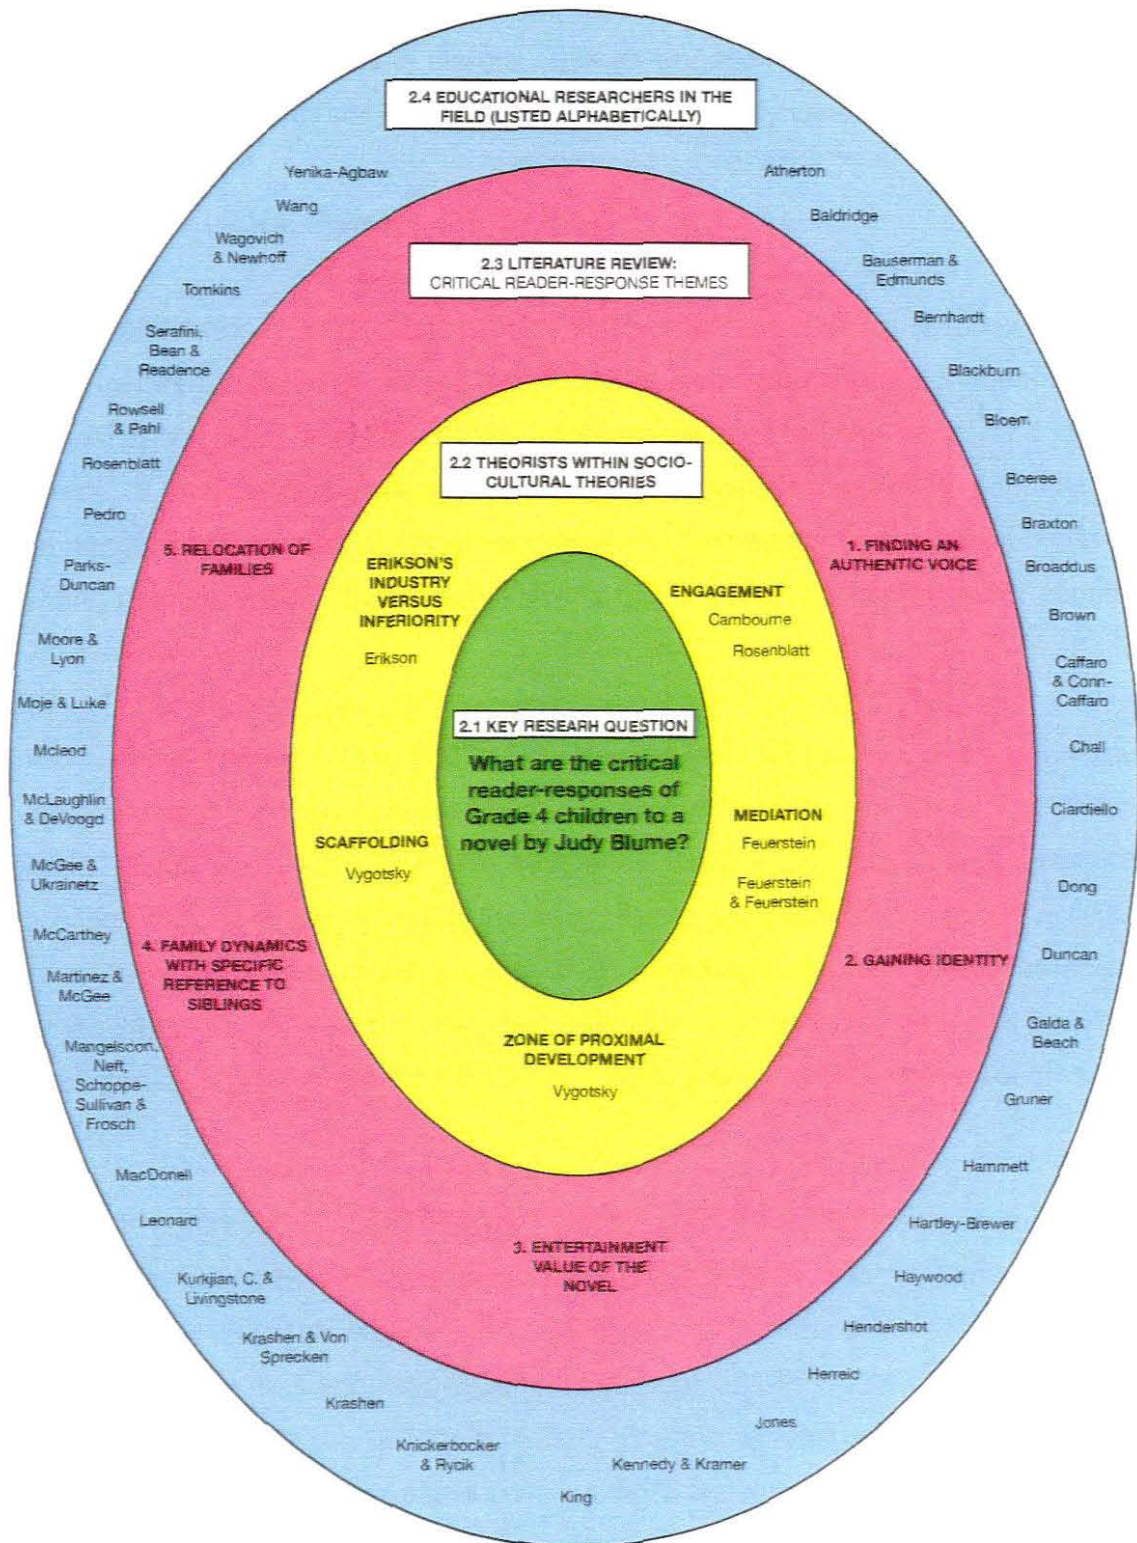 2.4 EDUCATIONAL RESEARCHERS IN THE
FIELD (LISTED ALPHABETICALLY)
Atherton
Baldridge
Bauserman &
Edmunds
Bernhardt
Blackburn
Bloem
Boeree
Braxton
Broaddus
Brown
Caffaro
& Conn-
Caffaro
Chall
Ciardiello
Dong
Duncan
Galda &
Beach
Gruner
Hammett
Hartley-Brewer
Haywood
Hendershot
Herreid
Jones
Kennedy & Kramer
King
Knickerbocker
& Rycik
Krashen
Krashen & Von
Sprecken
Kurkjian, C. &
Livingstone
Leonard
MacDonell
Mangelsdon,
Neft,
Schoppe-
Sullivan &
Frosch
Martinez &
McGee
McCarthey
McGee &
Ukrainetz
McLaughlin
& DeVoogd
Mcleod
Moje & Luke
Moore &
Lyon
Parks-
Duncan
Pedro
Rosenblatt
Rowsell
& Pahl
Serafini,
Bean &
Readence
Tomkins
Wagovich
& Newhoff
Wang
Yenika-Agbaw
2.3 LITERATURE REVIEW:
CRITICAL READER-RESPONSE THEMES
1. FINDING AN
AUTHENTIC VOICE
2. GAINING IDENTITY
3. ENTERTAINMENT
VALUE OF THE
NOVEL
4. FAMILY DYNAMICS
WITH SPECIFIC
REFERENCE TO
SIBLINGS
5. RELOCATION OF
FAMILIES
2.2 THEORISTS WITHIN SOCIO-
CULTURAL THEORIES
ENGAGEMENT
Cambourne
Rosenblatt
MEDIATION
Feuerstein
Feuerstein
& Feuerstein
ZONE OF PROXIMAL
DEVELOPMENT
Vygotsky
SCAFFOLDING
Vygotsky
ERIKSON'S
INDUSTRY
VERSUS
INFERIORITY
Erikson
2.1 KEY RESEARH QUESTION
What are the critical
reader-responses of
Grade 4 children to a
novel by Judy Blume?